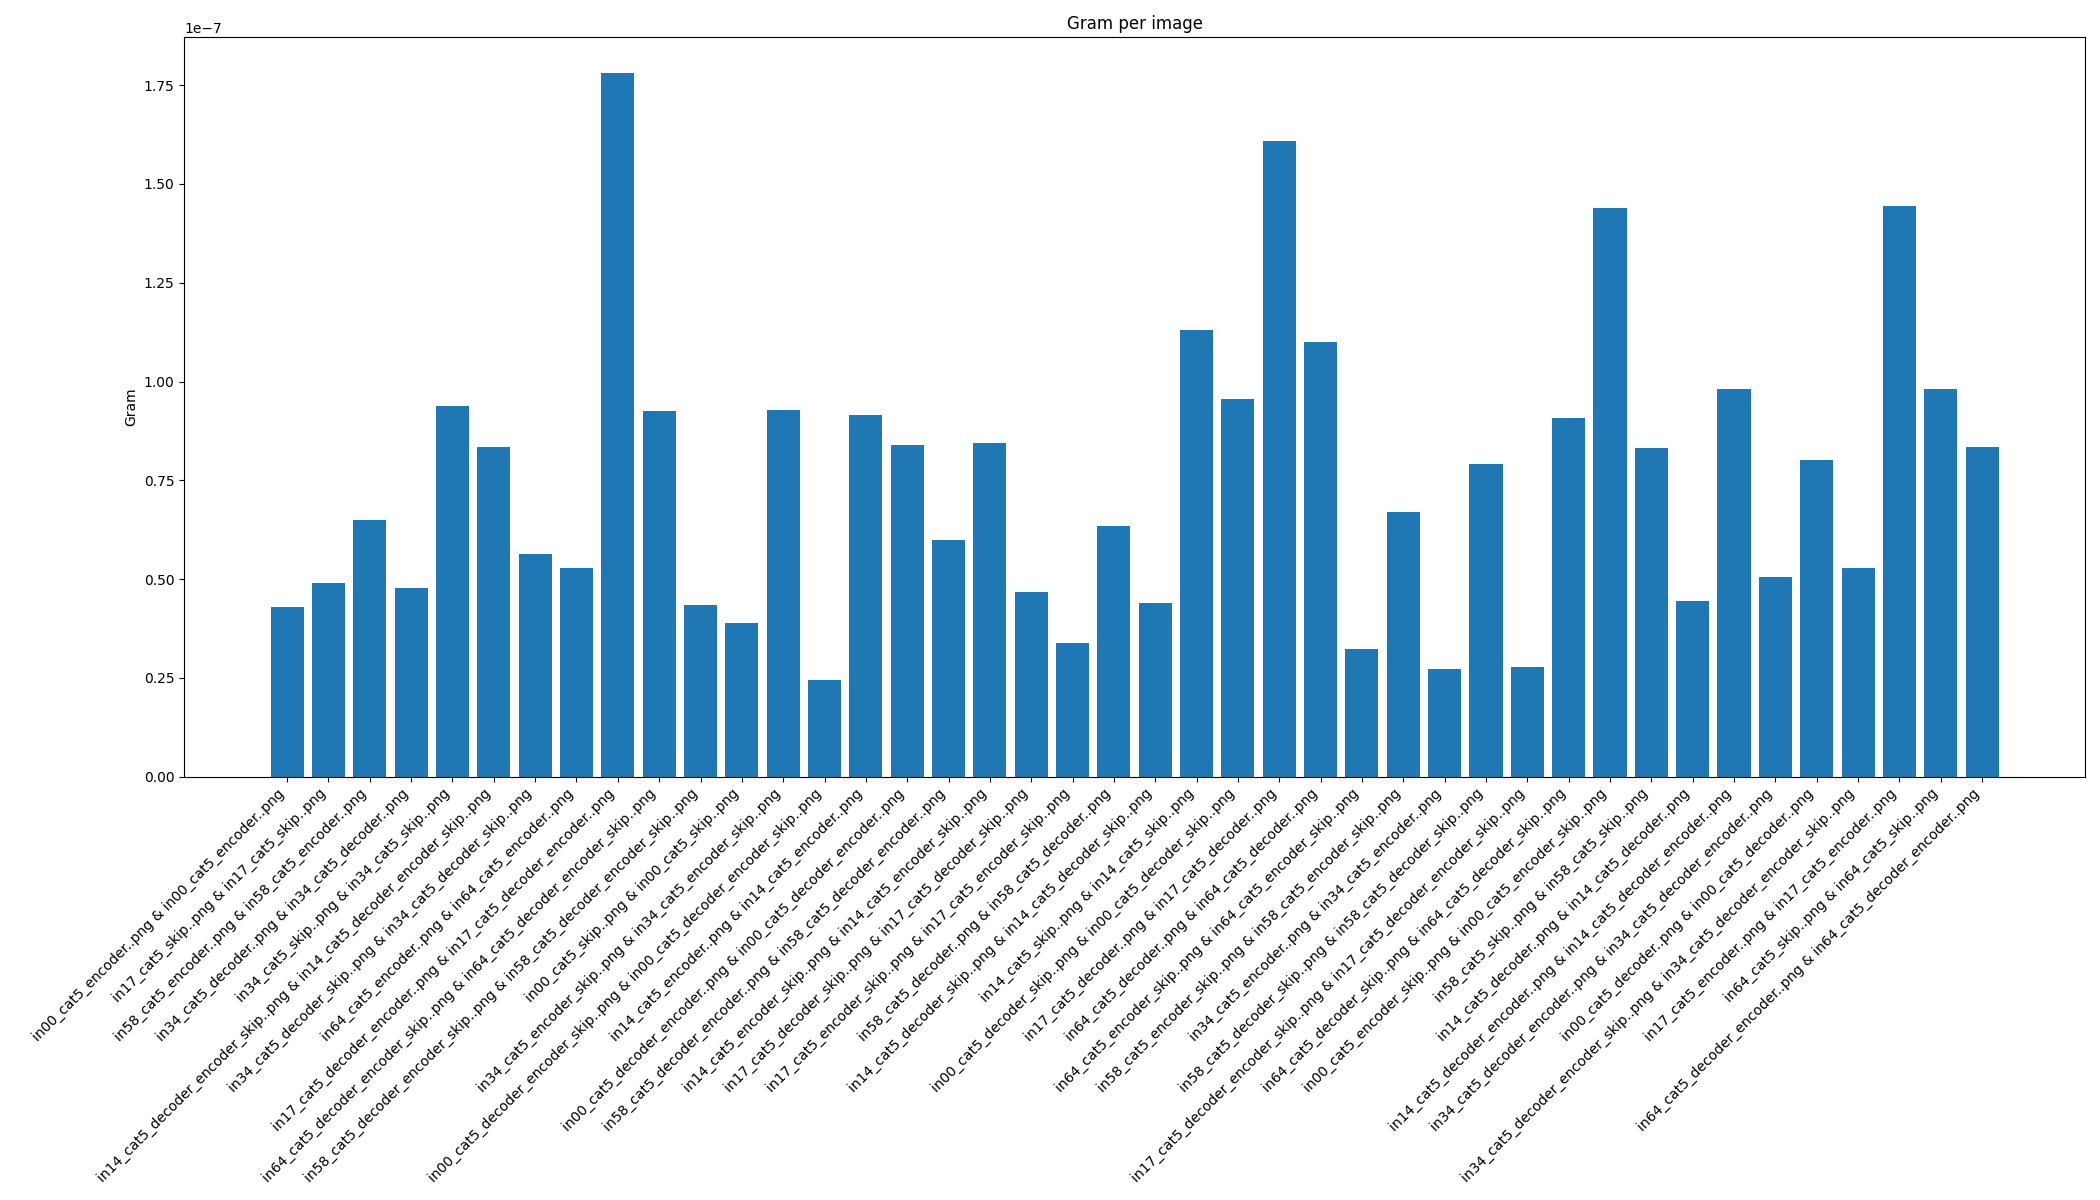 Gram per image
1e−7
Gram
1.75
1.50
1.25
1.00
0.75
0.50
0.25
0.00
in00_cat5_encoder..png & in00_cat5_encoder..png
in17_cat5_skip..png & in17_cat5_skip..png
in58_cat5_encoder..png & in58_cat5_encoder..png
in34_cat5_decoder..png & in34_cat5_decoder..png
in34_cat5_skip..png & in34_cat5_skip..png
in14_cat5_decoder_encoder_skip..png & in14_cat5_decoder_encoder_skip..png
in34_cat5_decoder_skip..png & in34_cat5_decoder_skip..png
in64_cat5_encoder..png & in64_cat5_encoder..png
in17_cat5_decoder_encoder..png & in17_cat5_decoder_encoder..png
in64_cat5_decoder_encoder_skip..png & in64_cat5_decoder_encoder_skip..png
in58_cat5_decoder_encoder_skip..png & in58_cat5_decoder_encoder_skip..png
in00_cat5_skip..png & in00_cat5_skip..png
in34_cat5_encoder_skip..png & in34_cat5_encoder_skip..png
in00_cat5_decoder_encoder_skip..png & in00_cat5_decoder_encoder_skip..png
in14_cat5_encoder..png & in14_cat5_encoder..png
in00_cat5_decoder_encoder..png & in00_cat5_decoder_encoder..png
in58_cat5_decoder_encoder..png & in58_cat5_decoder_encoder..png
in14_cat5_encoder_skip..png & in14_cat5_encoder_skip..png
in17_cat5_decoder_skip..png & in17_cat5_decoder_skip..png
in17_cat5_encoder_skip..png & in17_cat5_encoder_skip..png
in58_cat5_decoder..png & in58_cat5_decoder..png
in14_cat5_decoder_skip..png & in14_cat5_decoder_skip..png
in14_cat5_skip..png & in14_cat5_skip..png
in00_cat5_decoder_skip..png & in00_cat5_decoder_skip..png
in17_cat5_decoder..png & in17_cat5_decoder..png
in64_cat5_decoder..png & in64_cat5_decoder..png
in64_cat5_encoder_skip..png & in64_cat5_encoder_skip..png
in58_cat5_encoder_skip..png & in58_cat5_encoder_skip..png
in34_cat5_encoder..png & in34_cat5_encoder..png
in58_cat5_decoder_skip..png & in58_cat5_decoder_skip..png
in17_cat5_decoder_encoder_skip..png & in17_cat5_decoder_encoder_skip..png
in64_cat5_decoder_skip..png & in64_cat5_decoder_skip..png
in00_cat5_encoder_skip..png & in00_cat5_encoder_skip..png
in58_cat5_skip..png & in58_cat5_skip..png
in14_cat5_decoder..png & in14_cat5_decoder..png
in14_cat5_decoder_encoder..png & in14_cat5_decoder_encoder..png
in34_cat5_decoder_encoder..png & in34_cat5_decoder_encoder..png
in00_cat5_decoder..png & in00_cat5_decoder..png
in34_cat5_decoder_encoder_skip..png & in34_cat5_decoder_encoder_skip..png
in17_cat5_encoder..png & in17_cat5_encoder..png
in64_cat5_skip..png & in64_cat5_skip..png
in64_cat5_decoder_encoder..png & in64_cat5_decoder_encoder..png